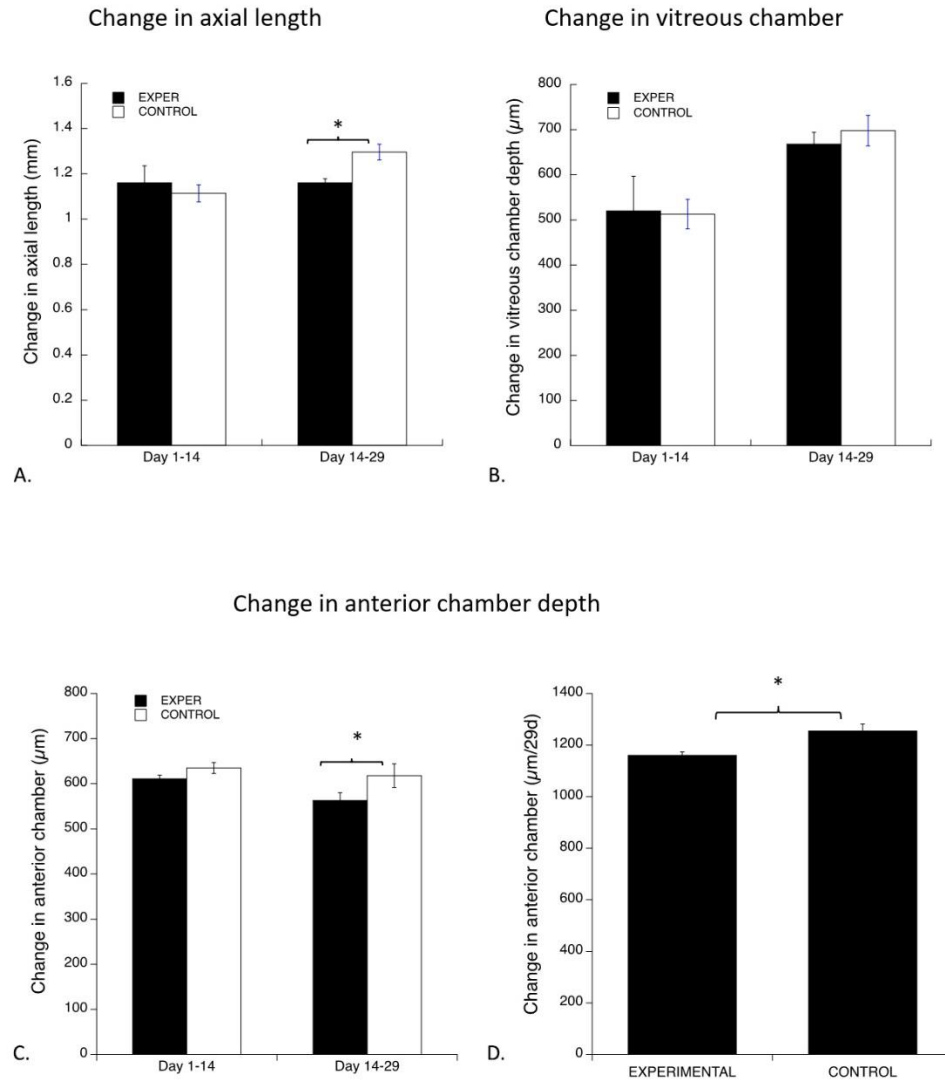 Change in axial length
Change in vitreous chamber
1.6
1.4
1.2
1
0.8
0.6
0.4
0.2
0
Change in axial length (mm)
EXPER
CONTROL
*
Day 1-14
Day 14-29
A.
800
700
600
500
400
300
200
100
0
Change in vitreous chamber depth (µm)
EXPER
CONTROL
Day 1-14
Day 14-29
B.
Change in anterior chamber depth
800
700
600
500
400
300
200
100
0
Change in anterior chamber (µm)
EXPER
CONTROL
*
Day 1-14
Day 14-29
C.
1400
1200
1000
800
600
400
200
0
Change in anterior chamber (µm/29d)
*
EXPERIMENTAL
CONTROL
D.